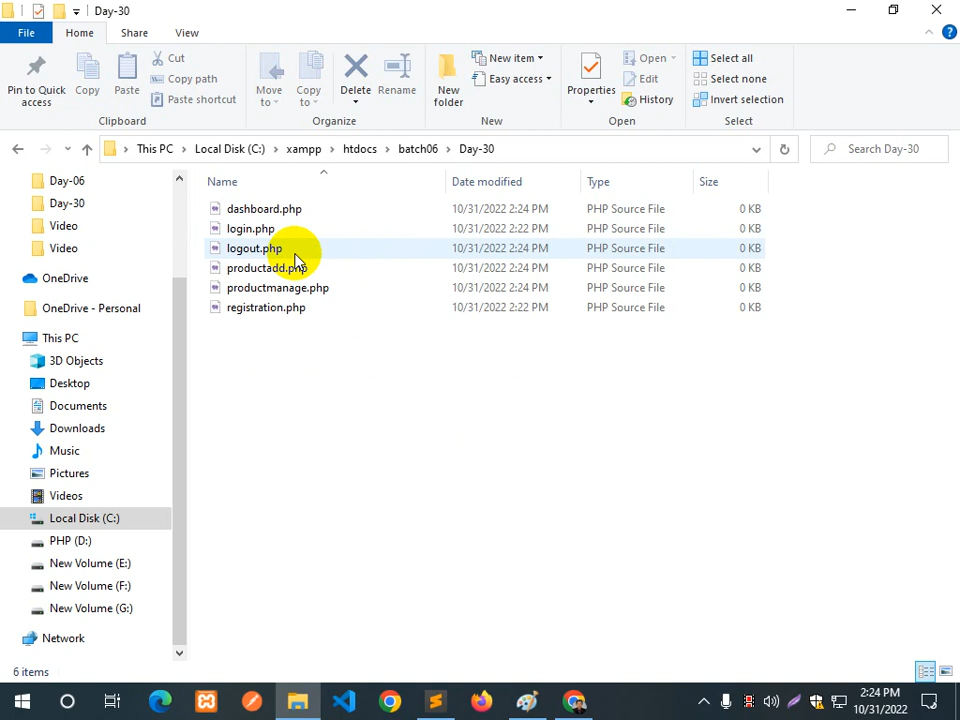 Day-30
File Home Share View
Pin to Quick access
Copy
Paste
Cut
Copy path
Paste shortcut
Clipboard
Move to
Copy to
Delete
Rename
Organize
New folder
New item
Easy access
New
Properties
Open
Edit
History
Open
Select all
Select none
Invert selection
Select
This PC › Local Disk (C:) › xampp › htdocs › batch06 › Day-30
Search Day-30
Name Date modified Type Size
dashboard.php 10/31/2022 2:24 PM PHP Source File 0 KB
login.php 10/31/2022 2:22 PM PHP Source File 0 KB
logout.php 10/31/2022 2:24 PM PHP Source File 0 KB
productadd.php 10/31/2022 2:24 PM PHP Source File 0 KB
productmanage.php 10/31/2022 2:24 PM PHP Source File 0 KB
registration.php 10/31/2022 2:22 PM PHP Source File 0 KB
Day-06
Day-30
Video
Video
OneDrive
OneDrive - Personal
This PC
3D Objects
Desktop
Documents
Downloads
Music
Pictures
Videos
Local Disk (C:)
PHP (D:)
New Volume (E:)
New Volume (F:)
New Volume (G:)
Network
6 items
2:24 PM
10/31/2022